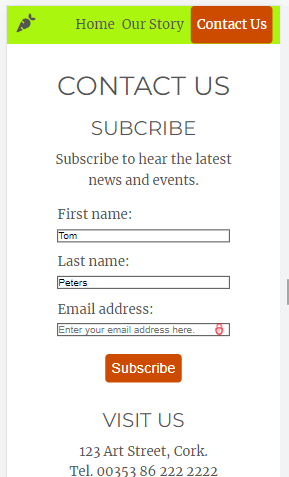 Home Our Story Contact Us
CONTACT US
SUBCRIBE
Subscribe to hear the latest
news and events.
First name:
Tom
Last name:
Peters
Email address:
Enter your email address here.
Subscribe
VISIT US
123 Art Street, Cork.
Tel. 00353 86 222 2222